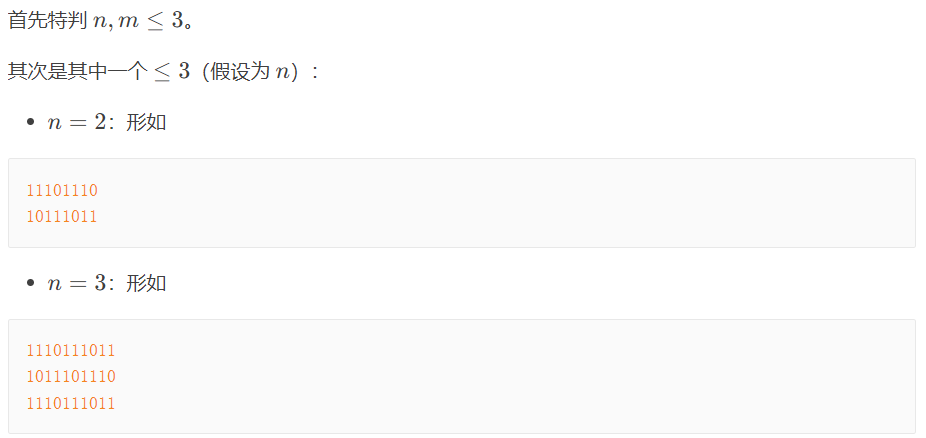 首先特判 n, m ≤ 3。
其次是其中一个 ≤ 3（假设为 n）：
• n = 2：形如
11101110
10111011
• n = 3：形如
1110111011
1011101110
1110111011